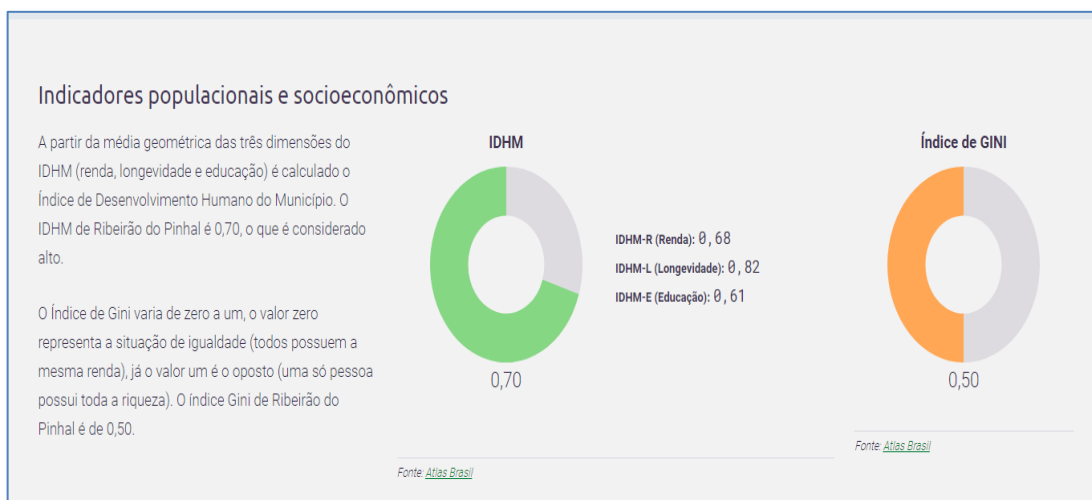 Indicadores populacionais e socioeconômicos
A partir da média geométrica das três dimensões do
IDHM (renda, longevidade e educação) é calculado o
Índice de Desenvolvimento Humano do Município. O
IDHM de Ribeirão do Pinhal é 0,70, o que é considerado
alto.
O Índice de Gini varia de zero a um, o valor zero
representa a situação de igualdade (todos possuem a
mesma renda), já o valor um é o oposto (uma só pessoa
possui toda a riqueza). O índice Gini de Ribeirão do
Pinhal é de 0,50.
IDHM
IDHM-R (Renda): 0,68
IDHM-L (Longevidade): 0,82
IDHM-E (Educação): 0,61
0,70
Fonte: Atlas Brasil
Índice de GINI
0,50
Fonte: Atlas Brasil